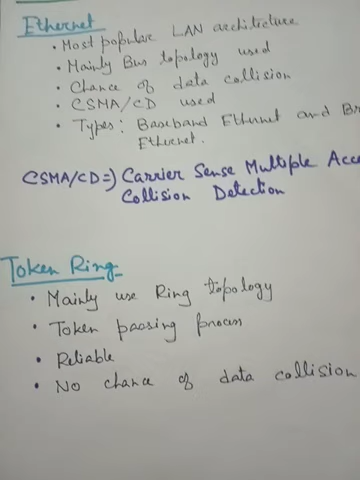 Ethernet
• Most popular LAN architecture
• Mainly Bus topology used
• Chance of data collision
• CSMA/CD used
• Types: Baseband Ethernet and Br
Ethernet.
CSMA/CD => Carrier Sense Multiple Acce
Collision Detection
Token Ring
• Mainly use Ring topology
• Token passing process
• Reliable
• No chance of data collision